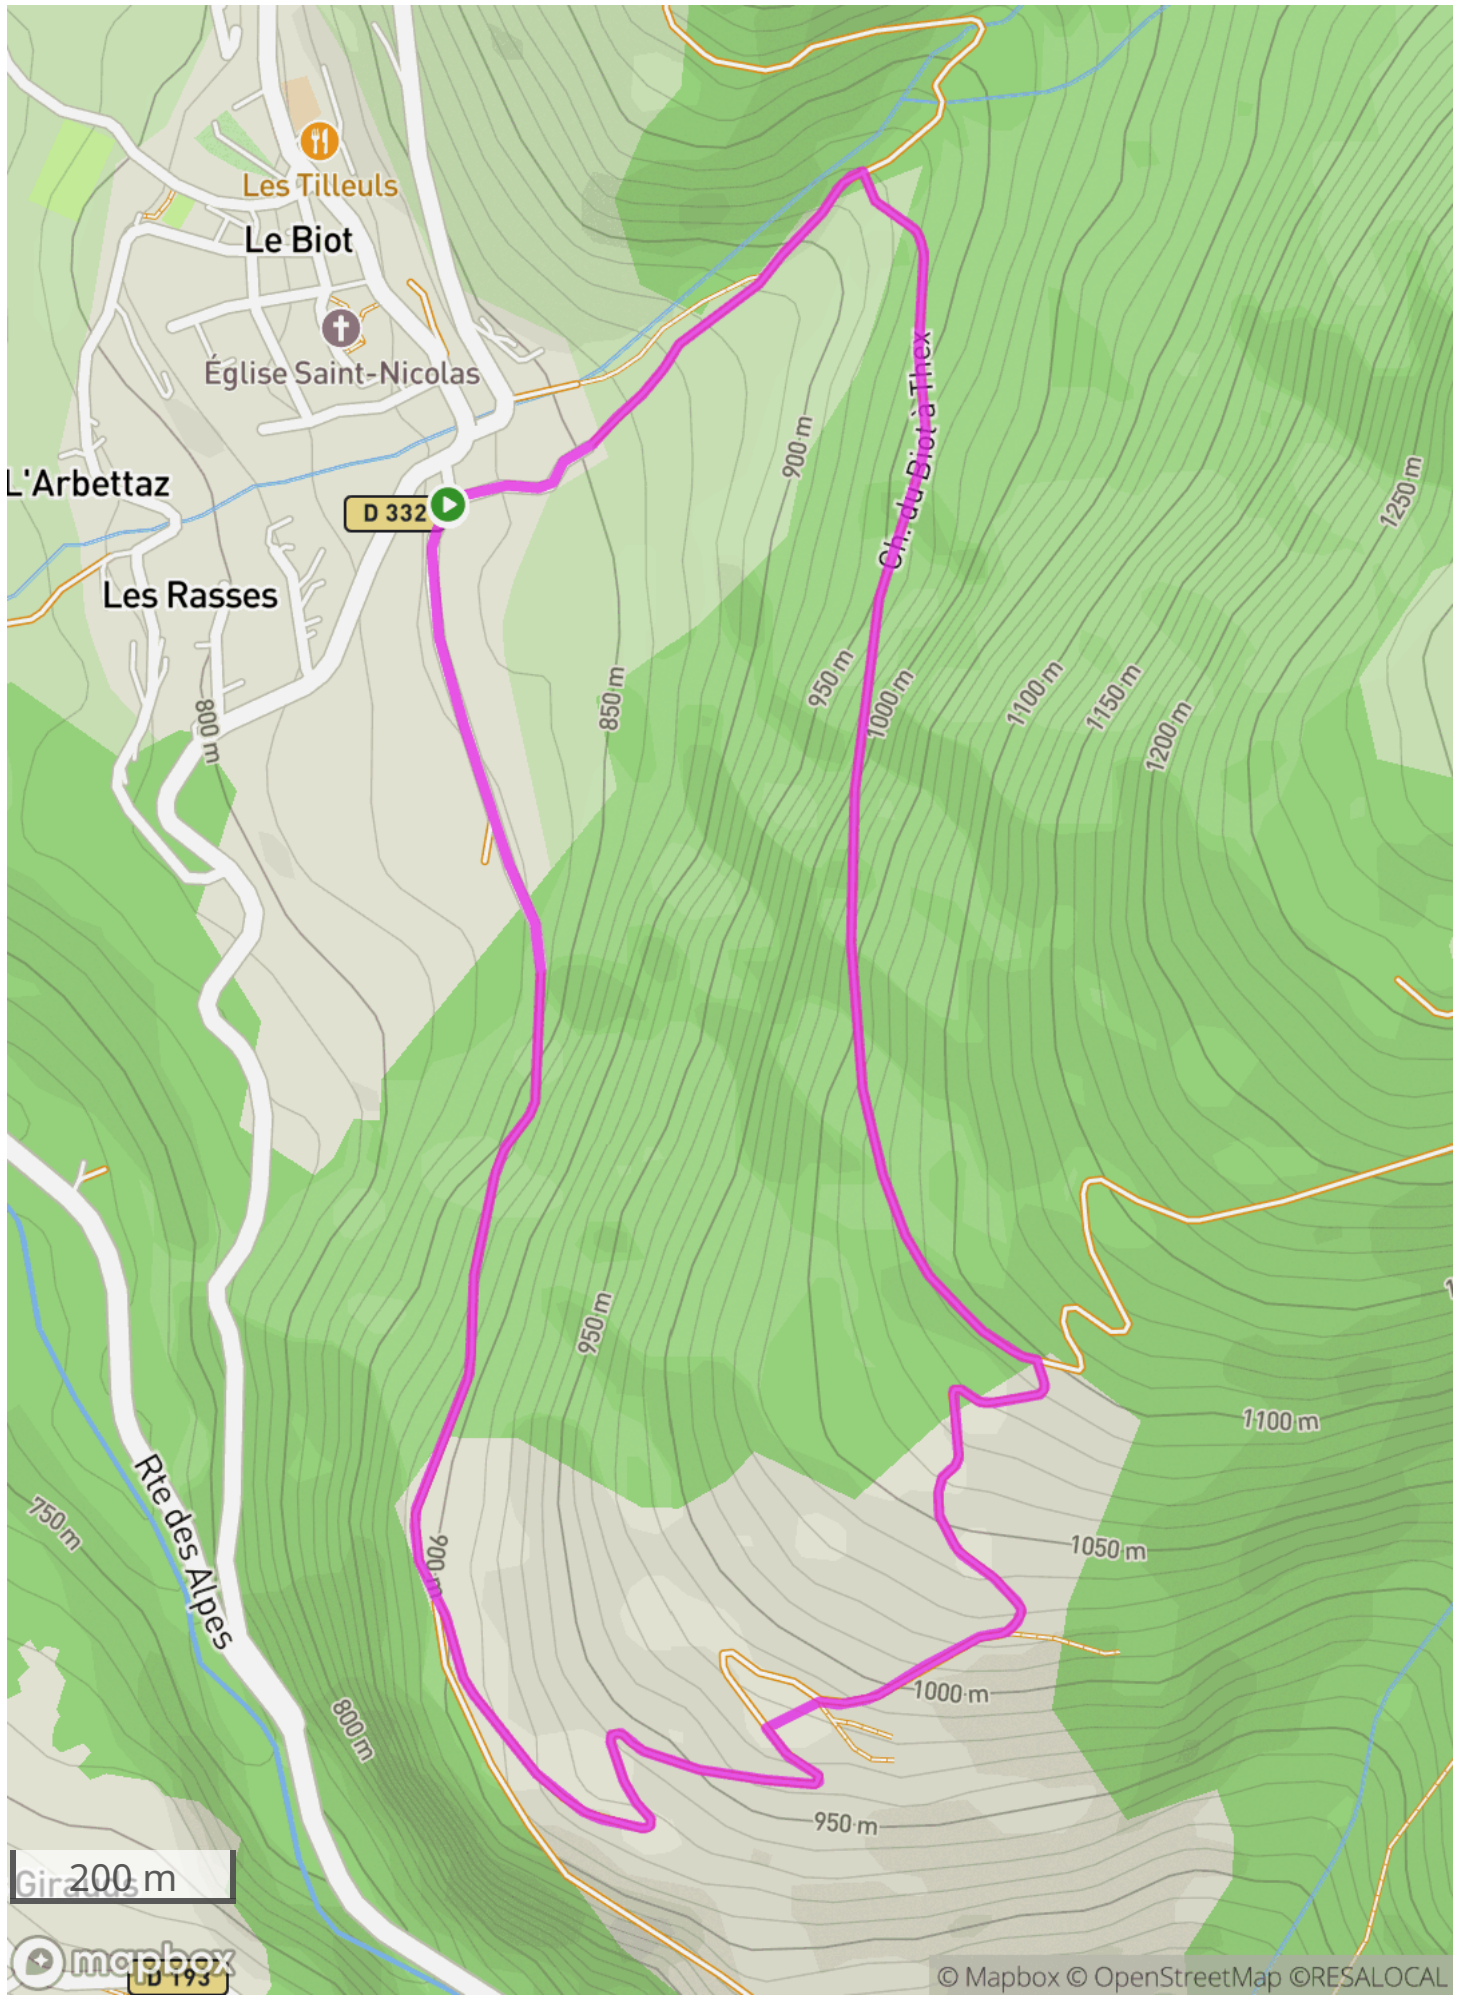 Les Tilleuls
Le Biot
Église Saint-Nicolas
Ch. du Biot à Thex
900 m
L'Arbettaz
1250 m
D 332
Les Rasses
850 m
950 m
1000 m
1100 m
1150 m
1200 m
800 m
950 m
1100 m
750 m
Rte des Alpes
900 m
1050 m
1000 m
800 m
950 m
200 m
mapbox
D 193
© Mapbox © OpenStreetMap ©RESALOCAL